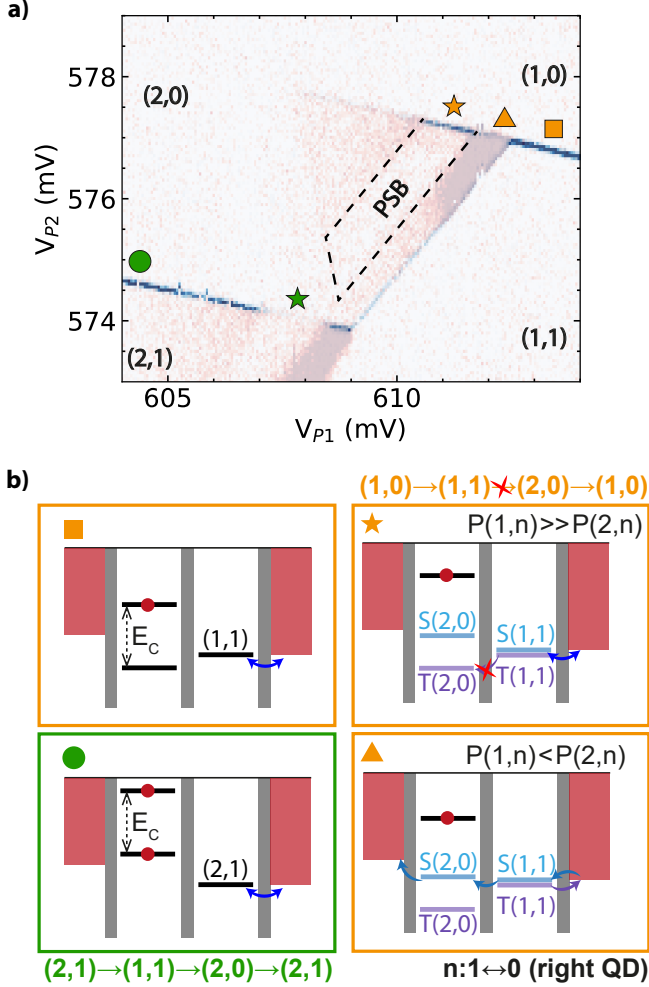 a)
578
576
574
V_P2 (mV)
(2,0)
(1,0)
PSB
(2,1)
(1,1)
605
610
V_P1 (mV)
b)
(1,0)→(1,1)→(2,0)→(1,0)
E_C
(1,1)
P(1,n)>>P(2,n)
S(2,0)
S(1,1)
T(2,0)
T(1,1)
E_C
(2,1)
P(1,n)<P(2,n)
S(2,0)
S(1,1)
T(2,0)
T(1,1)
(2,1)→(1,1)→(2,0)→(2,1)
n:1↔0 (right QD)